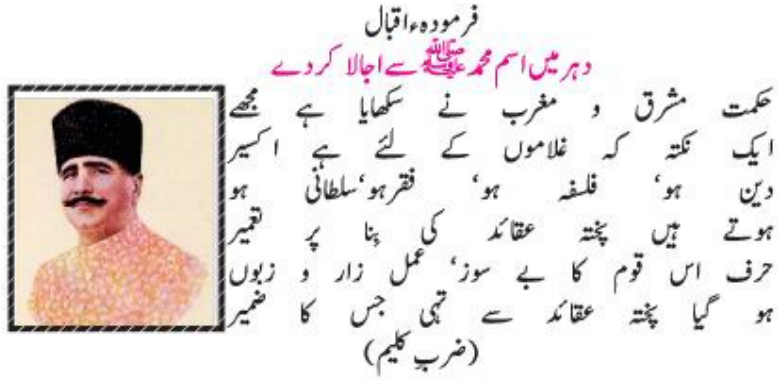 فرمودہء اقبال
دہر میں اسم محمد ﷺ سے اجالا کر دے
حکمت مشرق و مغرب نے سکھایا ہے مجھے
ایک نکتہ کہ غلاموں کے لئے ہے اکسیر
دین ہو‘ فلسفہ ہو‘ فقر ہو‘ سلطانی ہو
ہوتے ہیں پختہ عقائد کی بِنا پر تعمیر
حرف اس قوم کا بے سوز‘ عمل زار و زبوں
ہو گیا پختہ عقائد سے تہی جس کا ضمیر
(ضربِ کلیم)